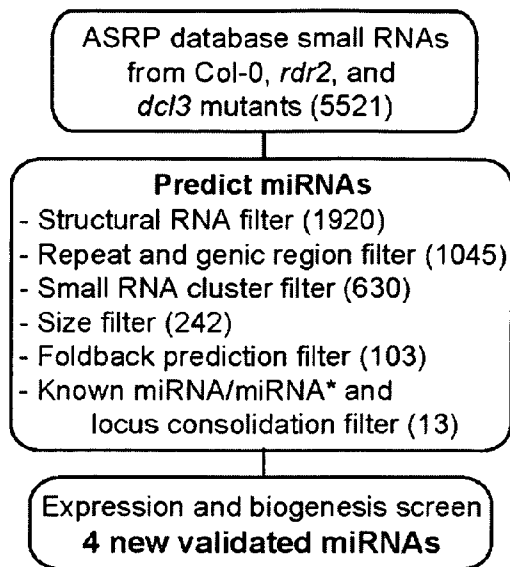 ASRP database small RNAs
from Col-0, rdr2, and
dcl3 mutants (5521)
Predict miRNAs
- Structural RNA filter (1920)
- Repeat and genic region filter (1045)
- Small RNA cluster filter (630)
- Size filter (242)
- Foldback prediction filter (103)
- Known miRNA/miRNA* and
locus consolidation filter (13)
Expression and biogenesis screen
4 new validated miRNAs